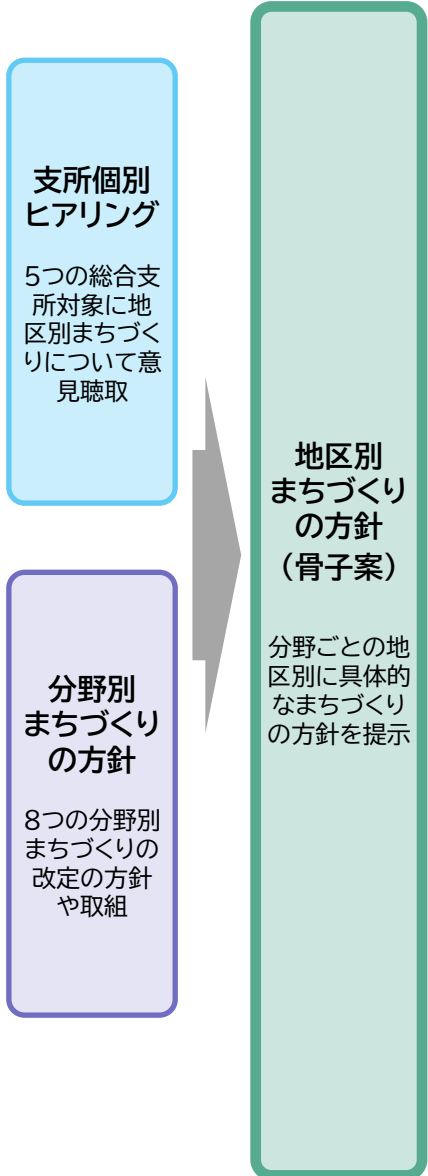 支所個別
ヒアリング
5つの総合支
所対象に地
区別まちづく
りについて意
見聴取
分野別
まちづくり
の方針
8つの分野別
まちづくりの
改定の方針
や取組
地区別
まちづくり
の方針
（骨子案）
分野ごとの地
区別に具体的
なまちづくり
の方針を提示